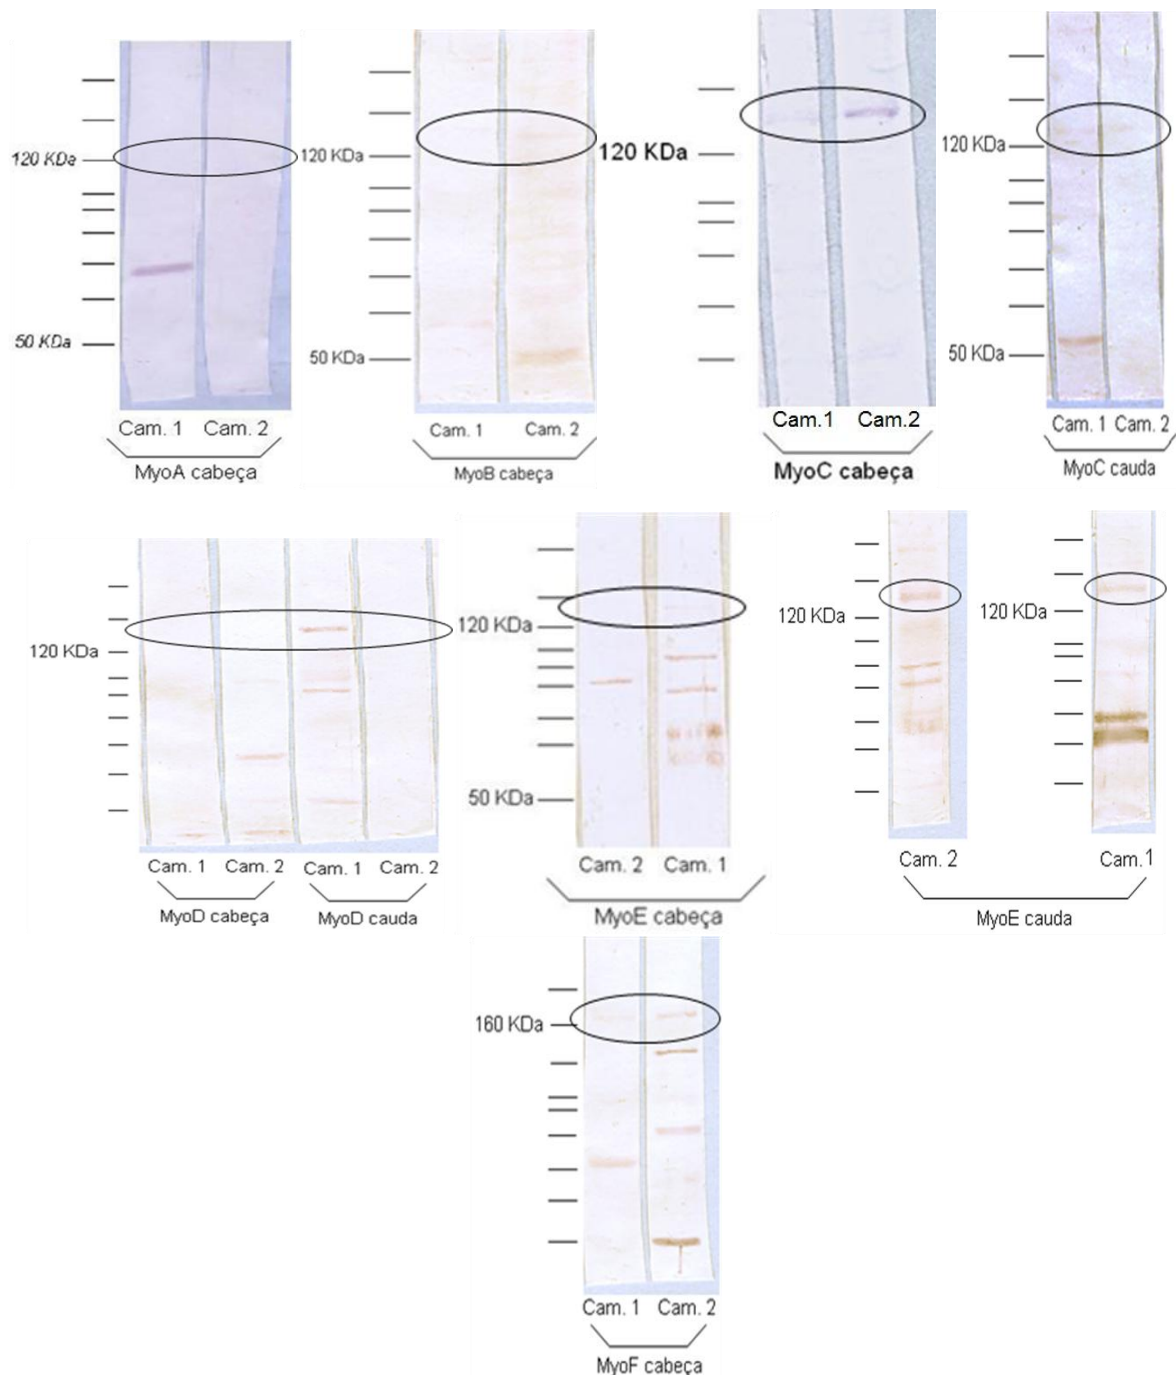 120 KDa
50 KDa
Cam. 1 Cam. 2
MyoA cabeça
120 KDa
50 KDa
Cam. 1 Cam. 2
MyoB cabeça
120 KDa
Cam.1 Cam.2
MyoC cabeça
120 KDa
50 KDa
Cam. 1 Cam. 2
MyoC cauda
120 KDa
Cam. 1 Cam. 2 Cam. 1 Cam. 2
MyoD cabeça MyoD cauda
120 KDa
50 KDa
Cam. 2 Cam. 1
MyoE cabeça
120 KDa
120 KDa
Cam. 2 Cam. 1
MyoE cauda
160 KDa
Cam. 1 Cam. 2
MyoF cabeça